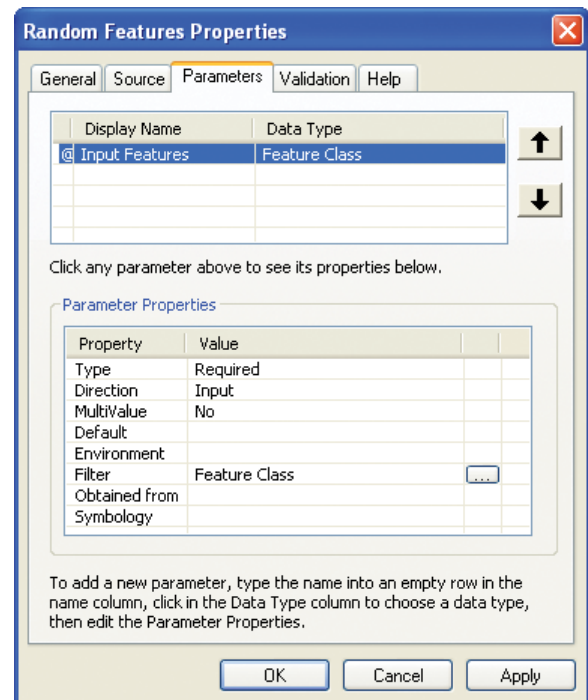 Random Features Properties
General Source Parameters Validation Help
Display Name Data Type
@ Input Features Feature Class
Click any parameter above to see its properties below.
Parameter Properties
Property Value
Type Required
Direction Input
MultiValue No
Default
Environment
Filter Feature Class ...
Obtained from
Symbology
To add a new parameter, type the name into an empty row in the
name column, click in the Data Type column to choose a data type,
then edit the Parameter Properties.
OK Cancel Apply